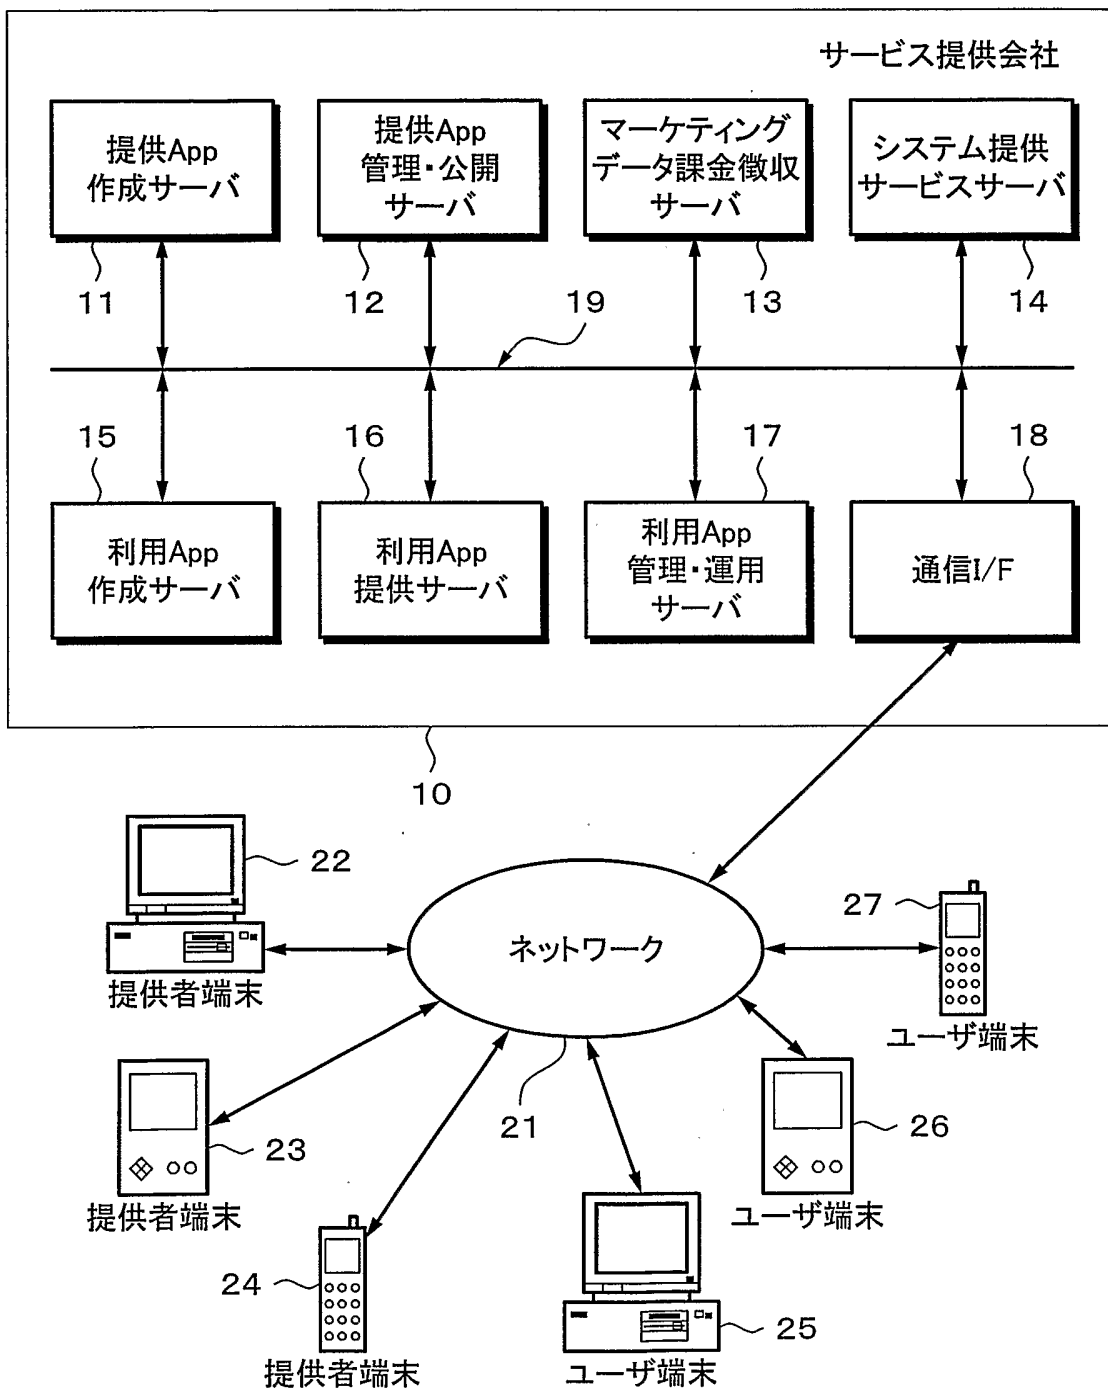 サービス提供会社
提供App
作成サーバ
提供App
管理・公開
サーバ
マーケティング
データ課金徴収
サーバ
システム提供
サービスサーバ
11
12
13
14
19
15
16
17
18
利用App
作成サーバ
利用App
提供サーバ
利用App
管理・運用
サーバ
通信I/F
10
22
提供者端末
ネットワーク
27
ユーザ端末
21
23
提供者端末
26
ユーザ端末
24
提供者端末
25
ユーザ端末